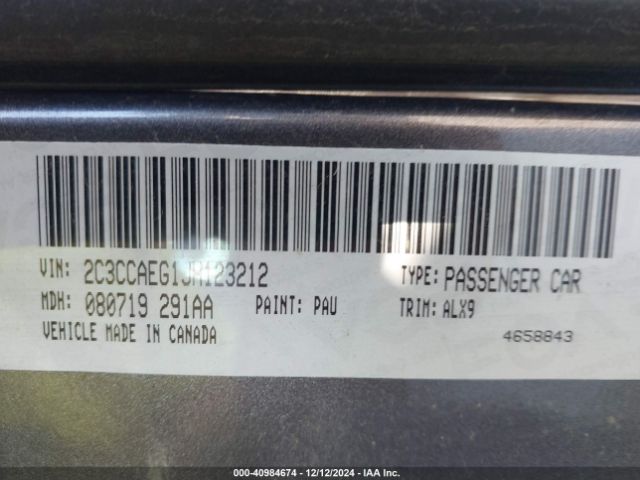 VIN: 2C3CCAEG1JH123212 TYPE: PASSENGER CAR
MDH: 080719 291AA PAINT: PAU TRIM: ALX9
VEHICLE MADE IN CANADA 4658843
000-40984674 • 12/12/2024 • IAA Inc.